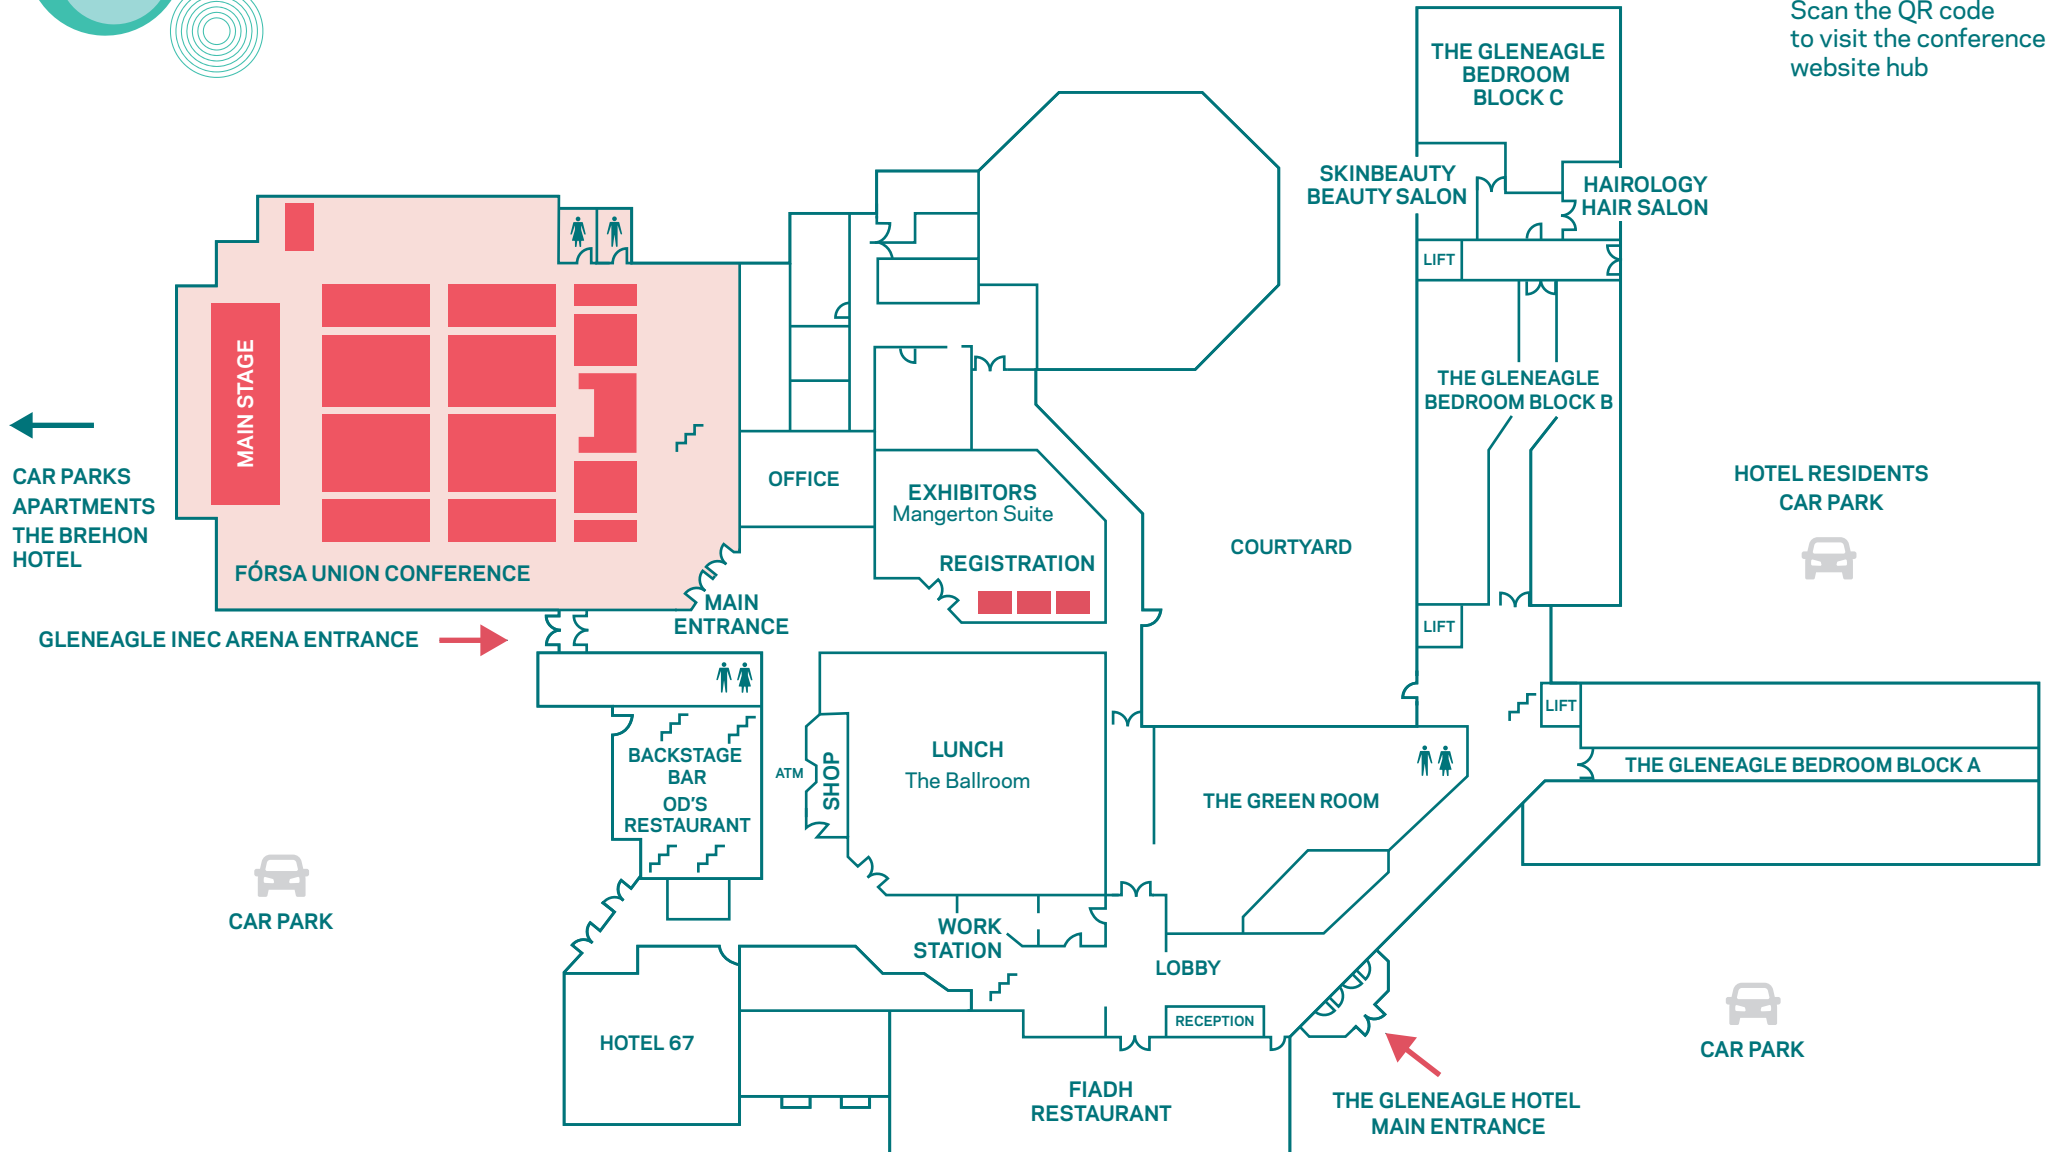 Scan the QR code
to visit the conference
website hub
THE GLENEAGLE
BEDROOM
BLOCK C
SKINBEAUTY
BEAUTY SALON
HAIROLOGY
HAIR SALON
LIFT
MAIN STAGE
THE GLENEAGLE
BEDROOM BLOCK B
CAR PARKS
APARTMENTS
THE BREHON
HOTEL
OFFICE
EXHIBITORS
Mangerton Suite
REGISTRATION
COURTYARD
HOTEL RESIDENTS
CAR PARK
FÓRSA UNION CONFERENCE
MAIN
ENTRANCE
GLENEAGLE INEC ARENA ENTRANCE
LIFT
LIFT
BACKSTAGE
BAR
OD'S
RESTAURANT
ATM
SHOP
LUNCH
The Ballroom
THE GREEN ROOM
THE GLENEAGLE BEDROOM BLOCK A
CAR PARK
WORK
STATION
LOBBY
RECEPTION
HOTEL 67
CAR PARK
FIADH
RESTAURANT
THE GLENEAGLE HOTEL
MAIN ENTRANCE